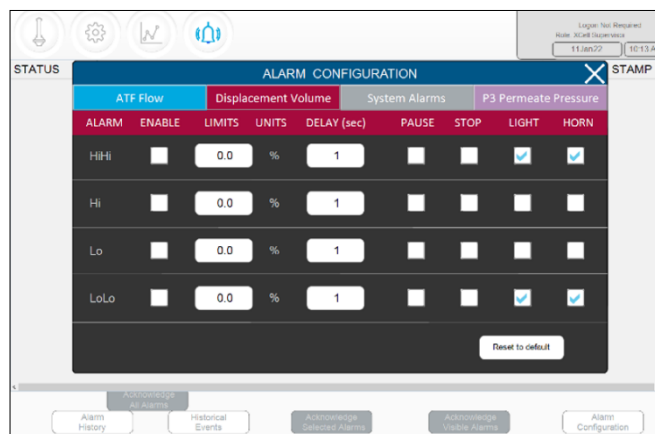 Logon: Not Required
Role: XCell Supervisor
11Jan22 10:13 A
STATUS STAMP
ALARM CONFIGURATION
ATF Flow Displacement Volume System Alarms P3 Permeate Pressure
ALARM ENABLE LIMITS UNITS DELAY (sec) PAUSE STOP LIGHT HORN
HiHi 0.0 % 1
Hi 0.0 % 1
Lo 0.0 % 1
LoLo 0.0 % 1
Reset to default
Acknowledge
All Alarms
Alarm
History
Historical
Events
Acknowledge
Selected Alarms
Acknowledge
Visible Alarms
Alarm
Configuration